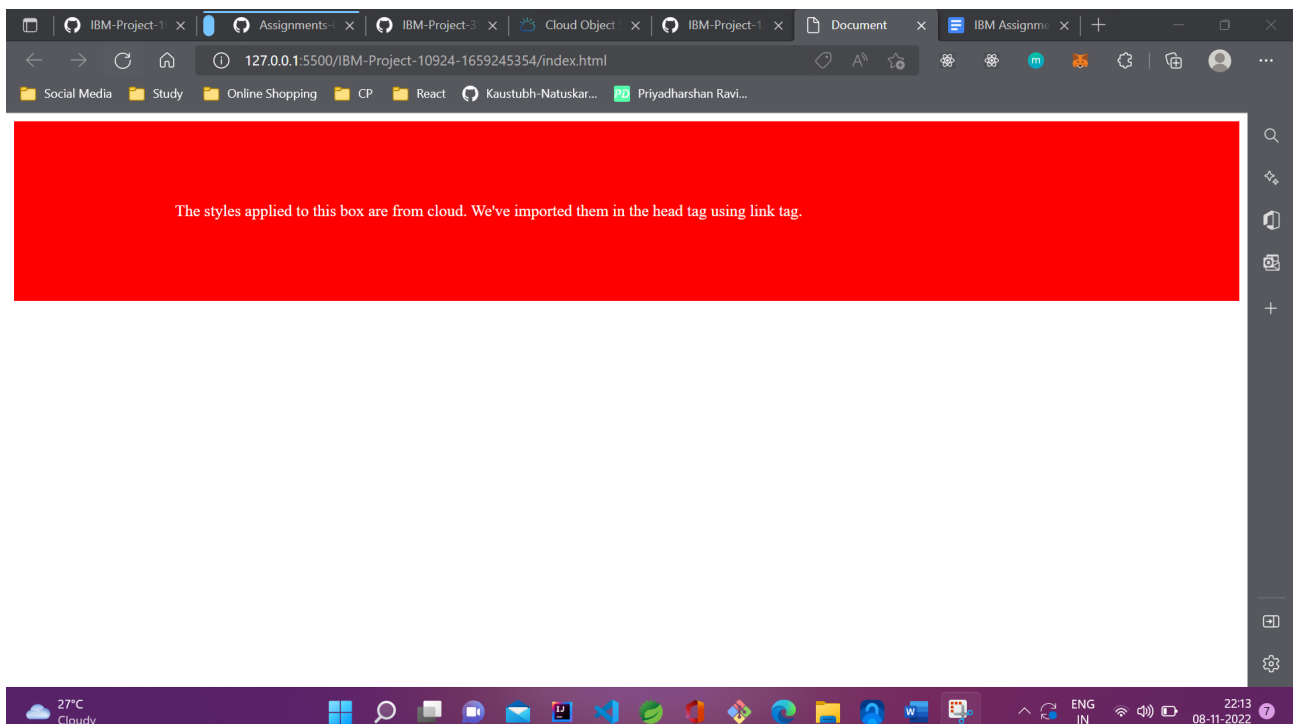 IBM-Project-1
Assignments-
IBM-Project-3
Cloud Object
IBM-Project-1
Document
IBM Assignme
127.0.0.1:5500/IBM-Project-10924-1659245354/index.html
Social Media
Study
Online Shopping
CP
React
Kaustubh-Natuskar...
PD
Priyadharshan Ravi...
The styles applied to this box are from cloud. We've imported them in the head tag using link tag.
27°C
Cloudy
ENG
IN
22:13
08-11-2022
7